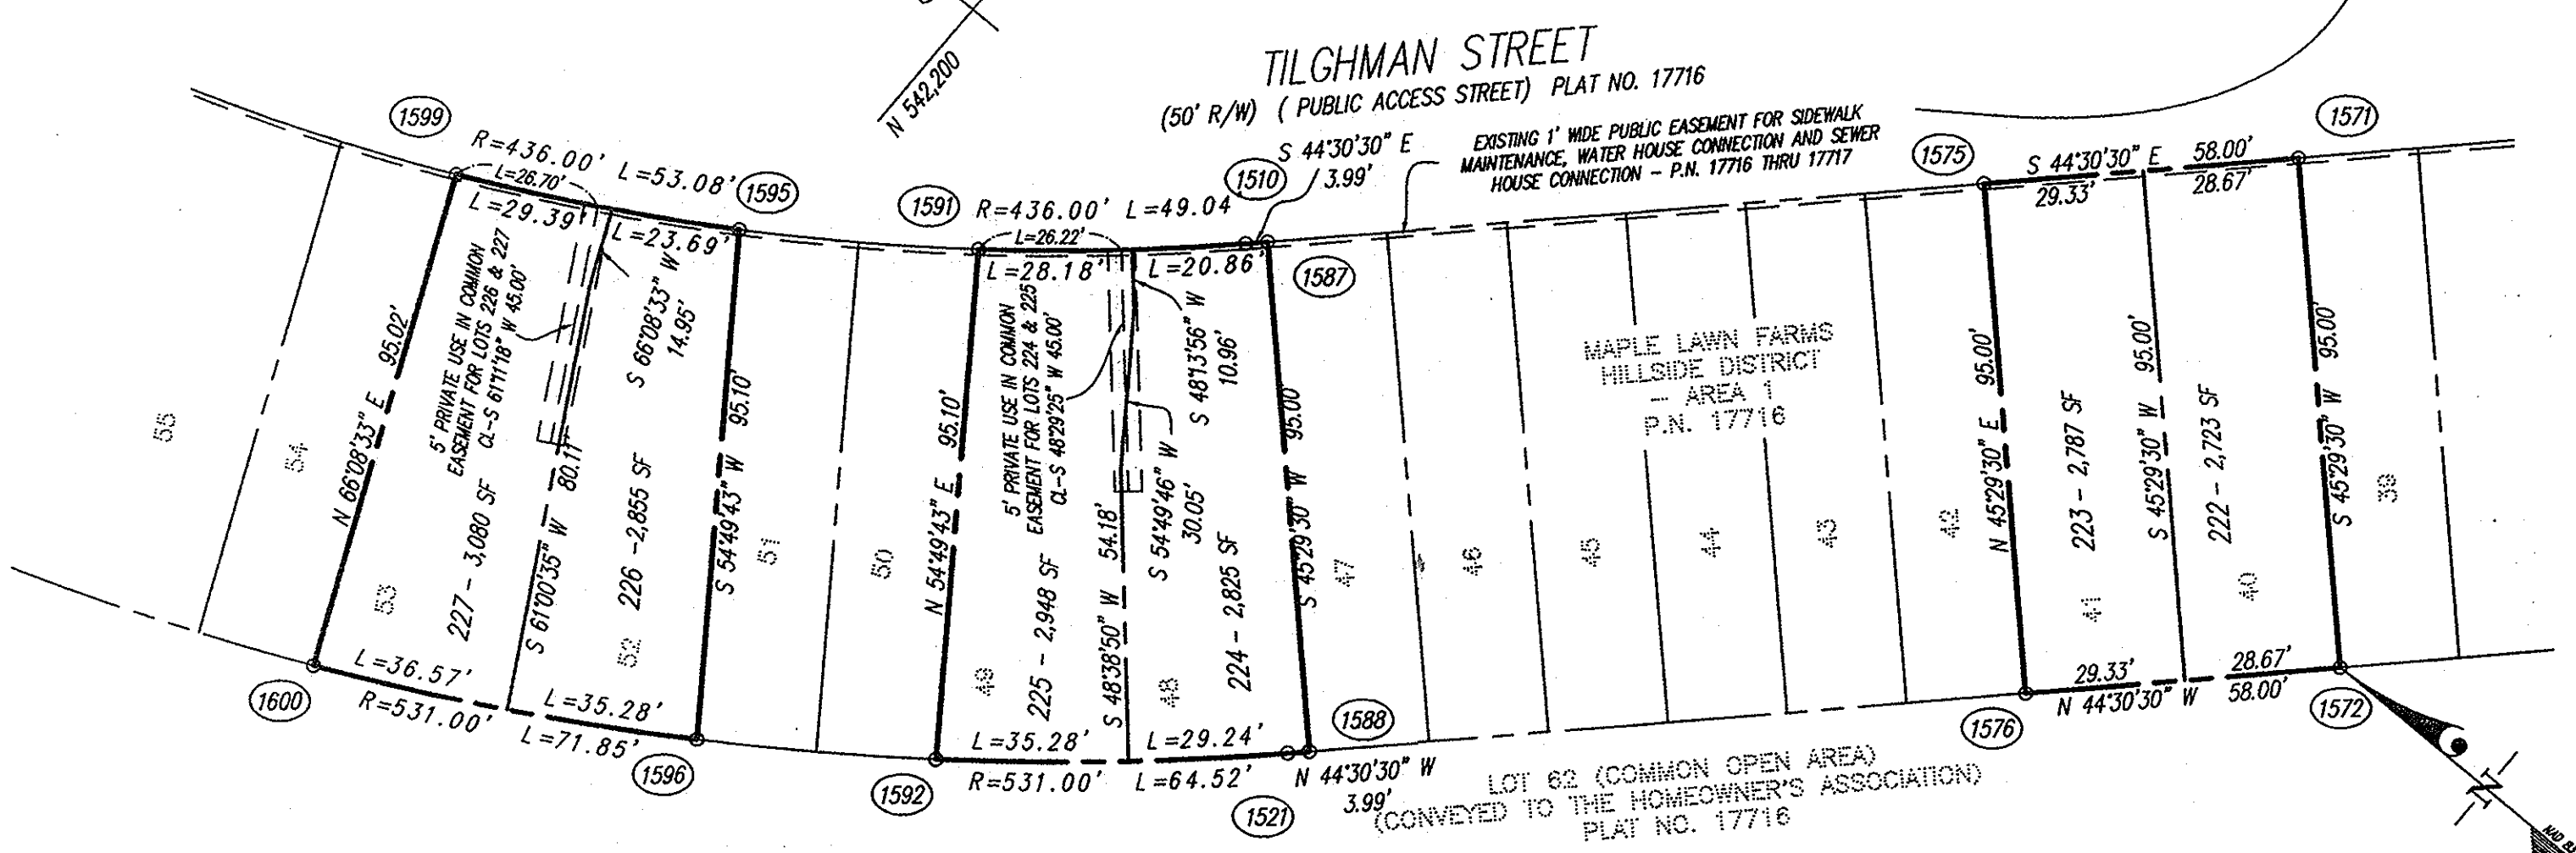 N 542,200
TILGHMAN STREET
(50' R/W) ( PUBLIC ACCESS STREET) PLAT NO. 17716
EXISTING 1' WIDE PUBLIC EASEMENT FOR SIDEWALK
MAINTENANCE, WATER HOUSE CONNECTION AND SEWER
HOUSE CONNECTION – P.N. 17716 THRU 17717
1599
R=436.00' L=53.08'
L=26.70'
L=29.39'
L=23.69'
1595
1591
R=436.00' L=49.04'
L=26.22'
L=28.18'
L=20.86'
1510
S 44°30'30" E
3.99'
1587
1575
S 44°30'30" E 58.00'
29.33'
28.67'
1571
55
54
N 66°08'33" E 95.02'
5' PRIVATE USE IN COMMON
EASEMENT FOR LOTS 226 & 227
CL-S 61°11'18" W 45.00'
S 66°08'33" W
14.95'
53
227 – 3,080 SF
S 61°00'35" W 80.17'
226 -2,855 SF
52
S 54°49'43" W 95.10'
51
50
N 54°49'43" E 95.10'
5' PRIVATE USE IN COMMON
EASEMENT FOR LOTS 224 & 225
CL-S 48°29'25" W 45.00'
S 48°13'56" W
10.96'
S 54°49'46" W
30.05'
49
225 - 2,948 SF
S 48°38'50" W 54.18'
48
224 - 2,825 SF
S 45°29'30" W 95.00'
47
46
45
44
43
42
MAPLE LAWN FARMS
HILLSIDE DISTRICT
– AREA 1
P.N. 17716
N 45°29'30" E 95.00'
223 – 2,787 SF
41
S 45°29'30" W 95.00'
222 – 2,723 SF
40
S 45°29'30" W 95.00'
39
1600
L=36.57'
R=531.00'
L=35.28'
L=71.85'
1596
1592
L=35.28'
R=531.00'
L=29.24'
L=64.52'
1521
1588
N 44°30'30" W
3.99'
1576
29.33'
28.67'
N 44°30'30" W 58.00'
1572
LOT 62 (COMMON OPEN AREA)
(CONVEYED TO THE HOMEOWNER'S ASSOCIATION)
PLAT NO. 17716
N